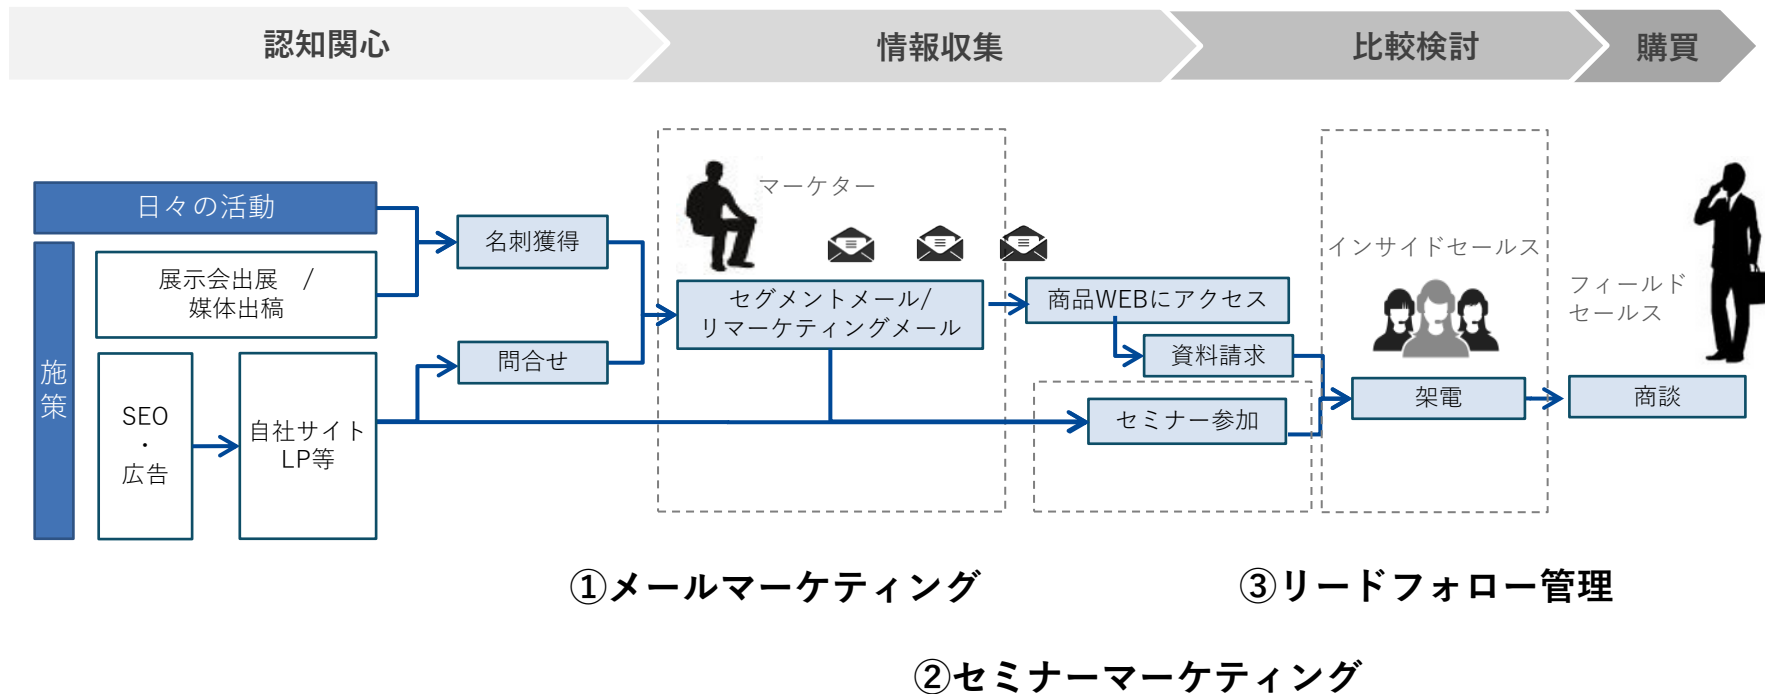 認知関心
情報収集
比較検討
購買
マーケター
日々の活動
名刺獲得
インサイドセールス
展示会出展　/
媒体出稿
セグメントメール/
リマーケティングメール
商品WEBにアクセス
フィールド
セールス
施
策
問合せ
資料請求
架電
商談
SEO
・
広告
自社サイト
LP等
セミナー参加
①メールマーケティング
③リードフォロー管理
②セミナーマーケティング